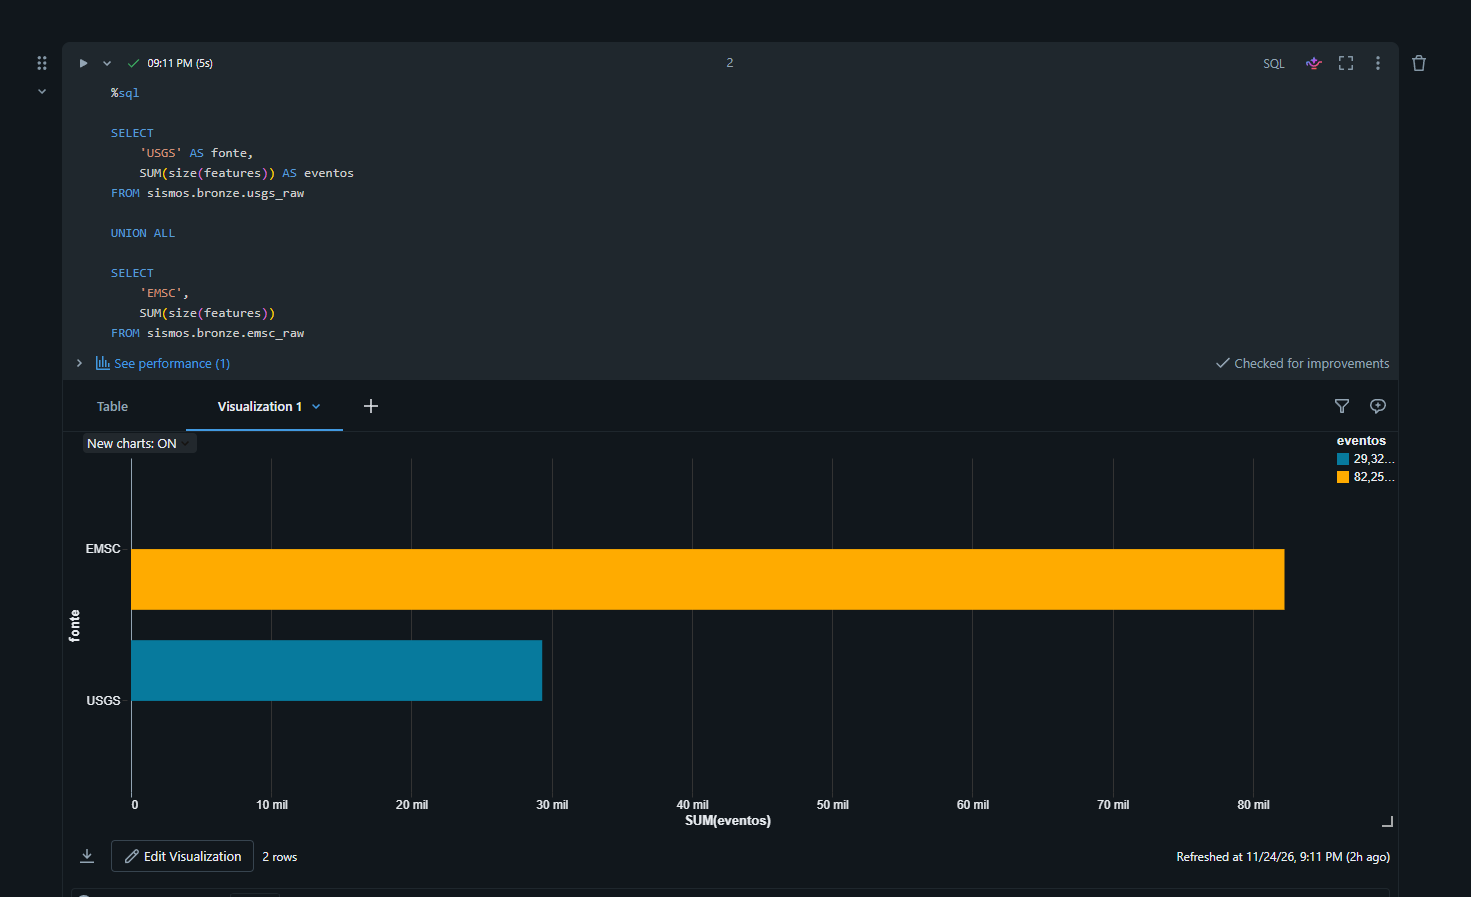 09:11 PM (5s)
2
SQL
%sql
SELECT
'USGS' AS fonte,
SUM(size(features)) AS eventos
FROM sismos.bronze.usgs_raw
UNION ALL
SELECT
'EMSC',
SUM(size(features))
FROM sismos.bronze.emsc_raw
See performance (1)
Checked for improvements
Table
Visualization 1
New charts: ON
eventos
29,32...
82,25...
EMSC
fonte
USGS
0
10 mil
20 mil
30 mil
40 mil
50 mil
60 mil
70 mil
80 mil
SUM(eventos)
Edit Visualization
2 rows
Refreshed at 11/24/26, 9:11 PM (2h ago)